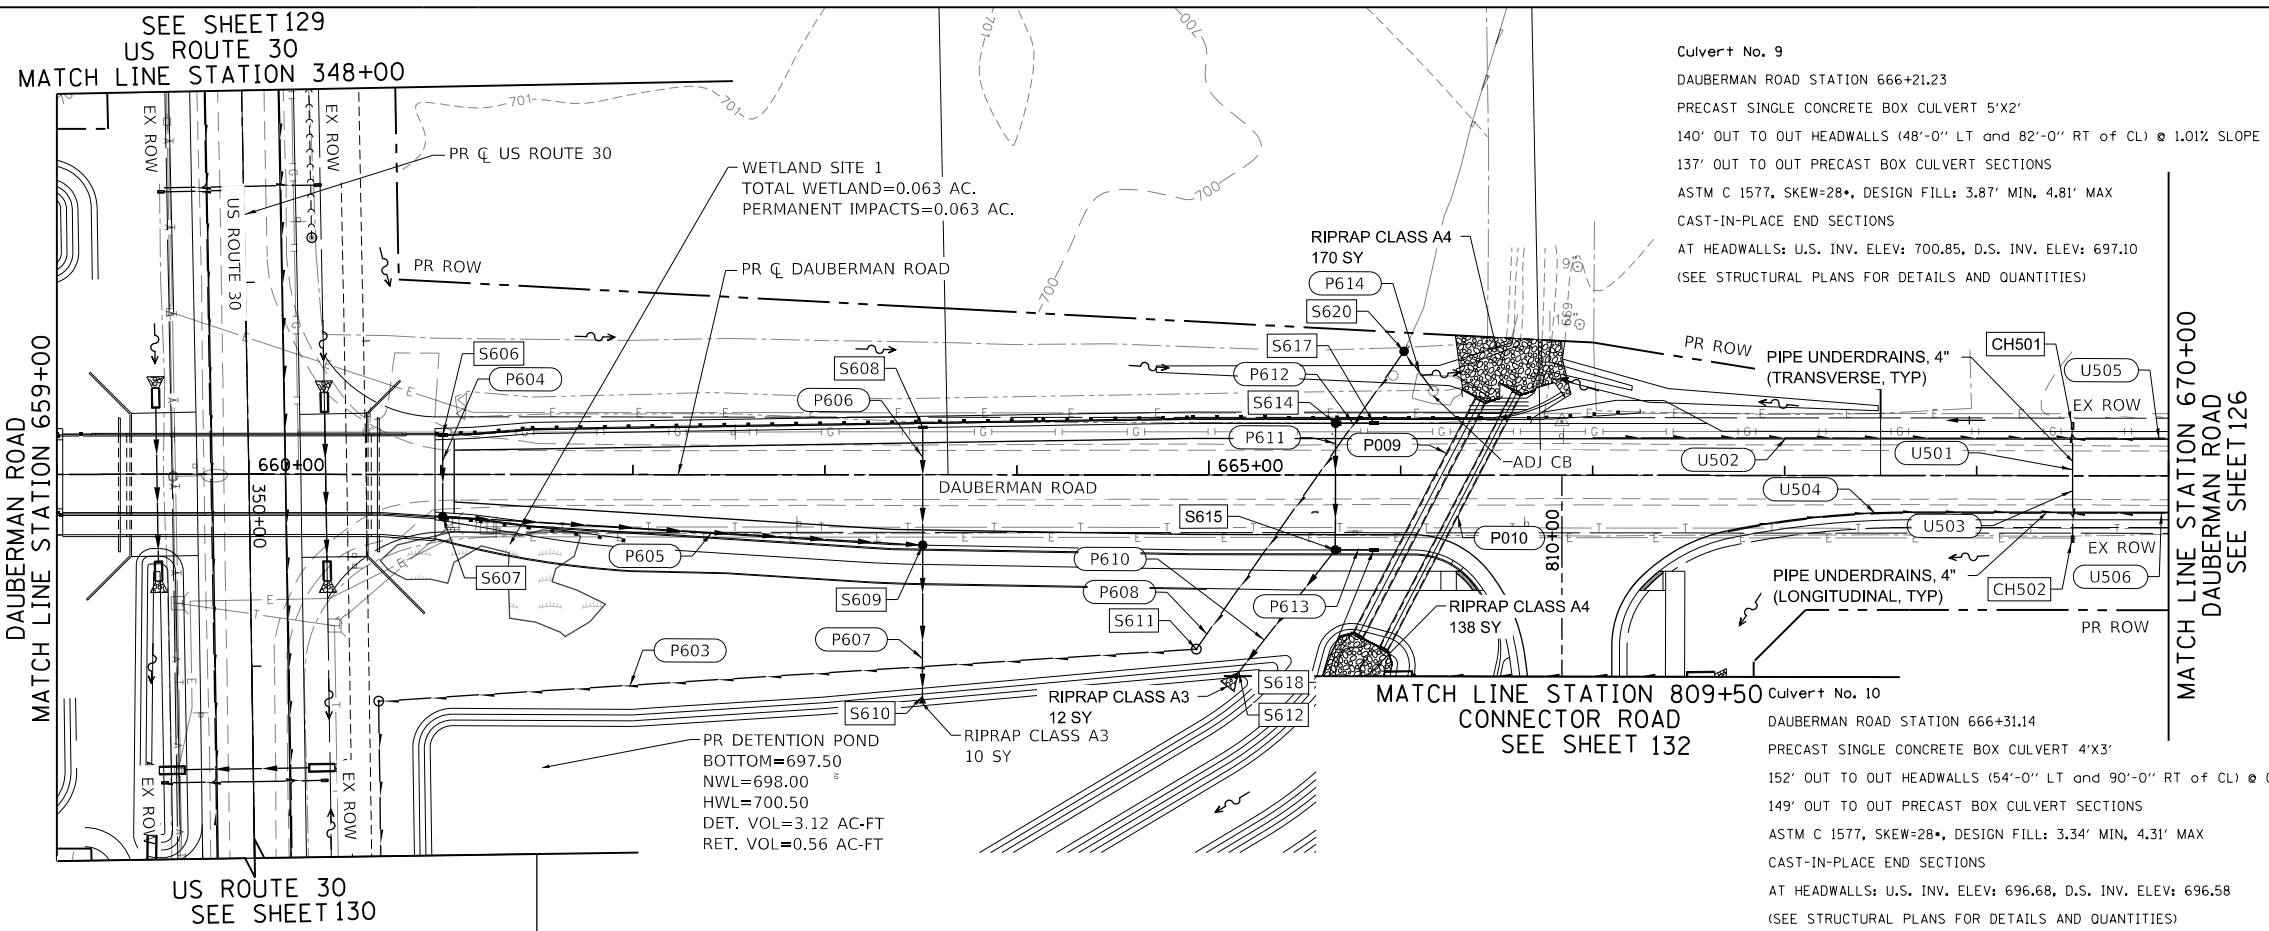 SEE SHEET 129
US ROUTE 30
MATCH LINE STATION 348+00
EX ROW
EX ROW
PR ℄ US ROUTE 30
US ROUTE 30
WETLAND SITE 1
TOTAL WETLAND=0.063 AC.
PERMANENT IMPACTS=0.063 AC.
PR ℄ DAUBERMAN ROAD
PR ROW
701
701
701
700
700
700
699
RIPRAP CLASS A4
170 SY
P614
S620
S617
P612
S614
P611
P009
Culvert No. 9
DAUBERMAN ROAD STATION 666+21.23
PRECAST SINGLE CONCRETE BOX CULVERT 5'X2'
140' OUT TO OUT HEADWALLS (48'-0'' LT and 82'-0'' RT of CL) @ 1.01% SLOPE
137' OUT TO OUT PRECAST BOX CULVERT SECTIONS
ASTM C 1577, SKEW=28•, DESIGN FILL: 3.87' MIN, 4.81' MAX
CAST-IN-PLACE END SECTIONS
AT HEADWALLS: U.S. INV. ELEV: 700.85, D.S. INV. ELEV: 697.10
(SEE STRUCTURAL PLANS FOR DETAILS AND QUANTITIES)
PR ROW
PIPE UNDERDRAINS, 4"
(TRANSVERSE, TYP)
CH501
U505
EX ROW
DAUBERMAN ROAD
MATCH LINE STATION 659+00
S606
P604
S608
P606
660+00
665+00
DAUBERMAN ROAD
ADJ CB
U502
U501
U504
U503
P010
810+00
350+00
S615
P605
S607
P610
P608
S611
S609
P613
P607
P603
EX ROW
U506
CH502
PIPE UNDERDRAINS, 4"
(LONGITUDINAL, TYP)
PR ROW
MATCH LINE STATION 670+00
DAUBERMAN ROAD
SEE SHEET 126
RIPRAP CLASS A4
138 SY
RIPRAP CLASS A3
12 SY
S618
S612
S610
RIPRAP CLASS A3
10 SY
MATCH LINE STATION 809+50
CONNECTOR ROAD
SEE SHEET 132
PR DETENTION POND
BOTTOM=697.50
NWL=698.00
HWL=700.50
DET. VOL=3.12 AC-FT
RET. VOL=0.56 AC-FT
EX ROW
EX ROW
US ROUTE 30
SEE SHEET 130
Culvert No. 10
DAUBERMAN ROAD STATION 666+31.14
PRECAST SINGLE CONCRETE BOX CULVERT 4'X3'
152' OUT TO OUT HEADWALLS (54'-0'' LT and 90'-0'' RT of CL) @
149' OUT TO OUT PRECAST BOX CULVERT SECTIONS
ASTM C 1577, SKEW=28•, DESIGN FILL: 3.34' MIN, 4.31' MAX
CAST-IN-PLACE END SECTIONS
AT HEADWALLS: U.S. INV. ELEV: 696.68, D.S. INV. ELEV: 696.58
(SEE STRUCTURAL PLANS FOR DETAILS AND QUANTITIES)